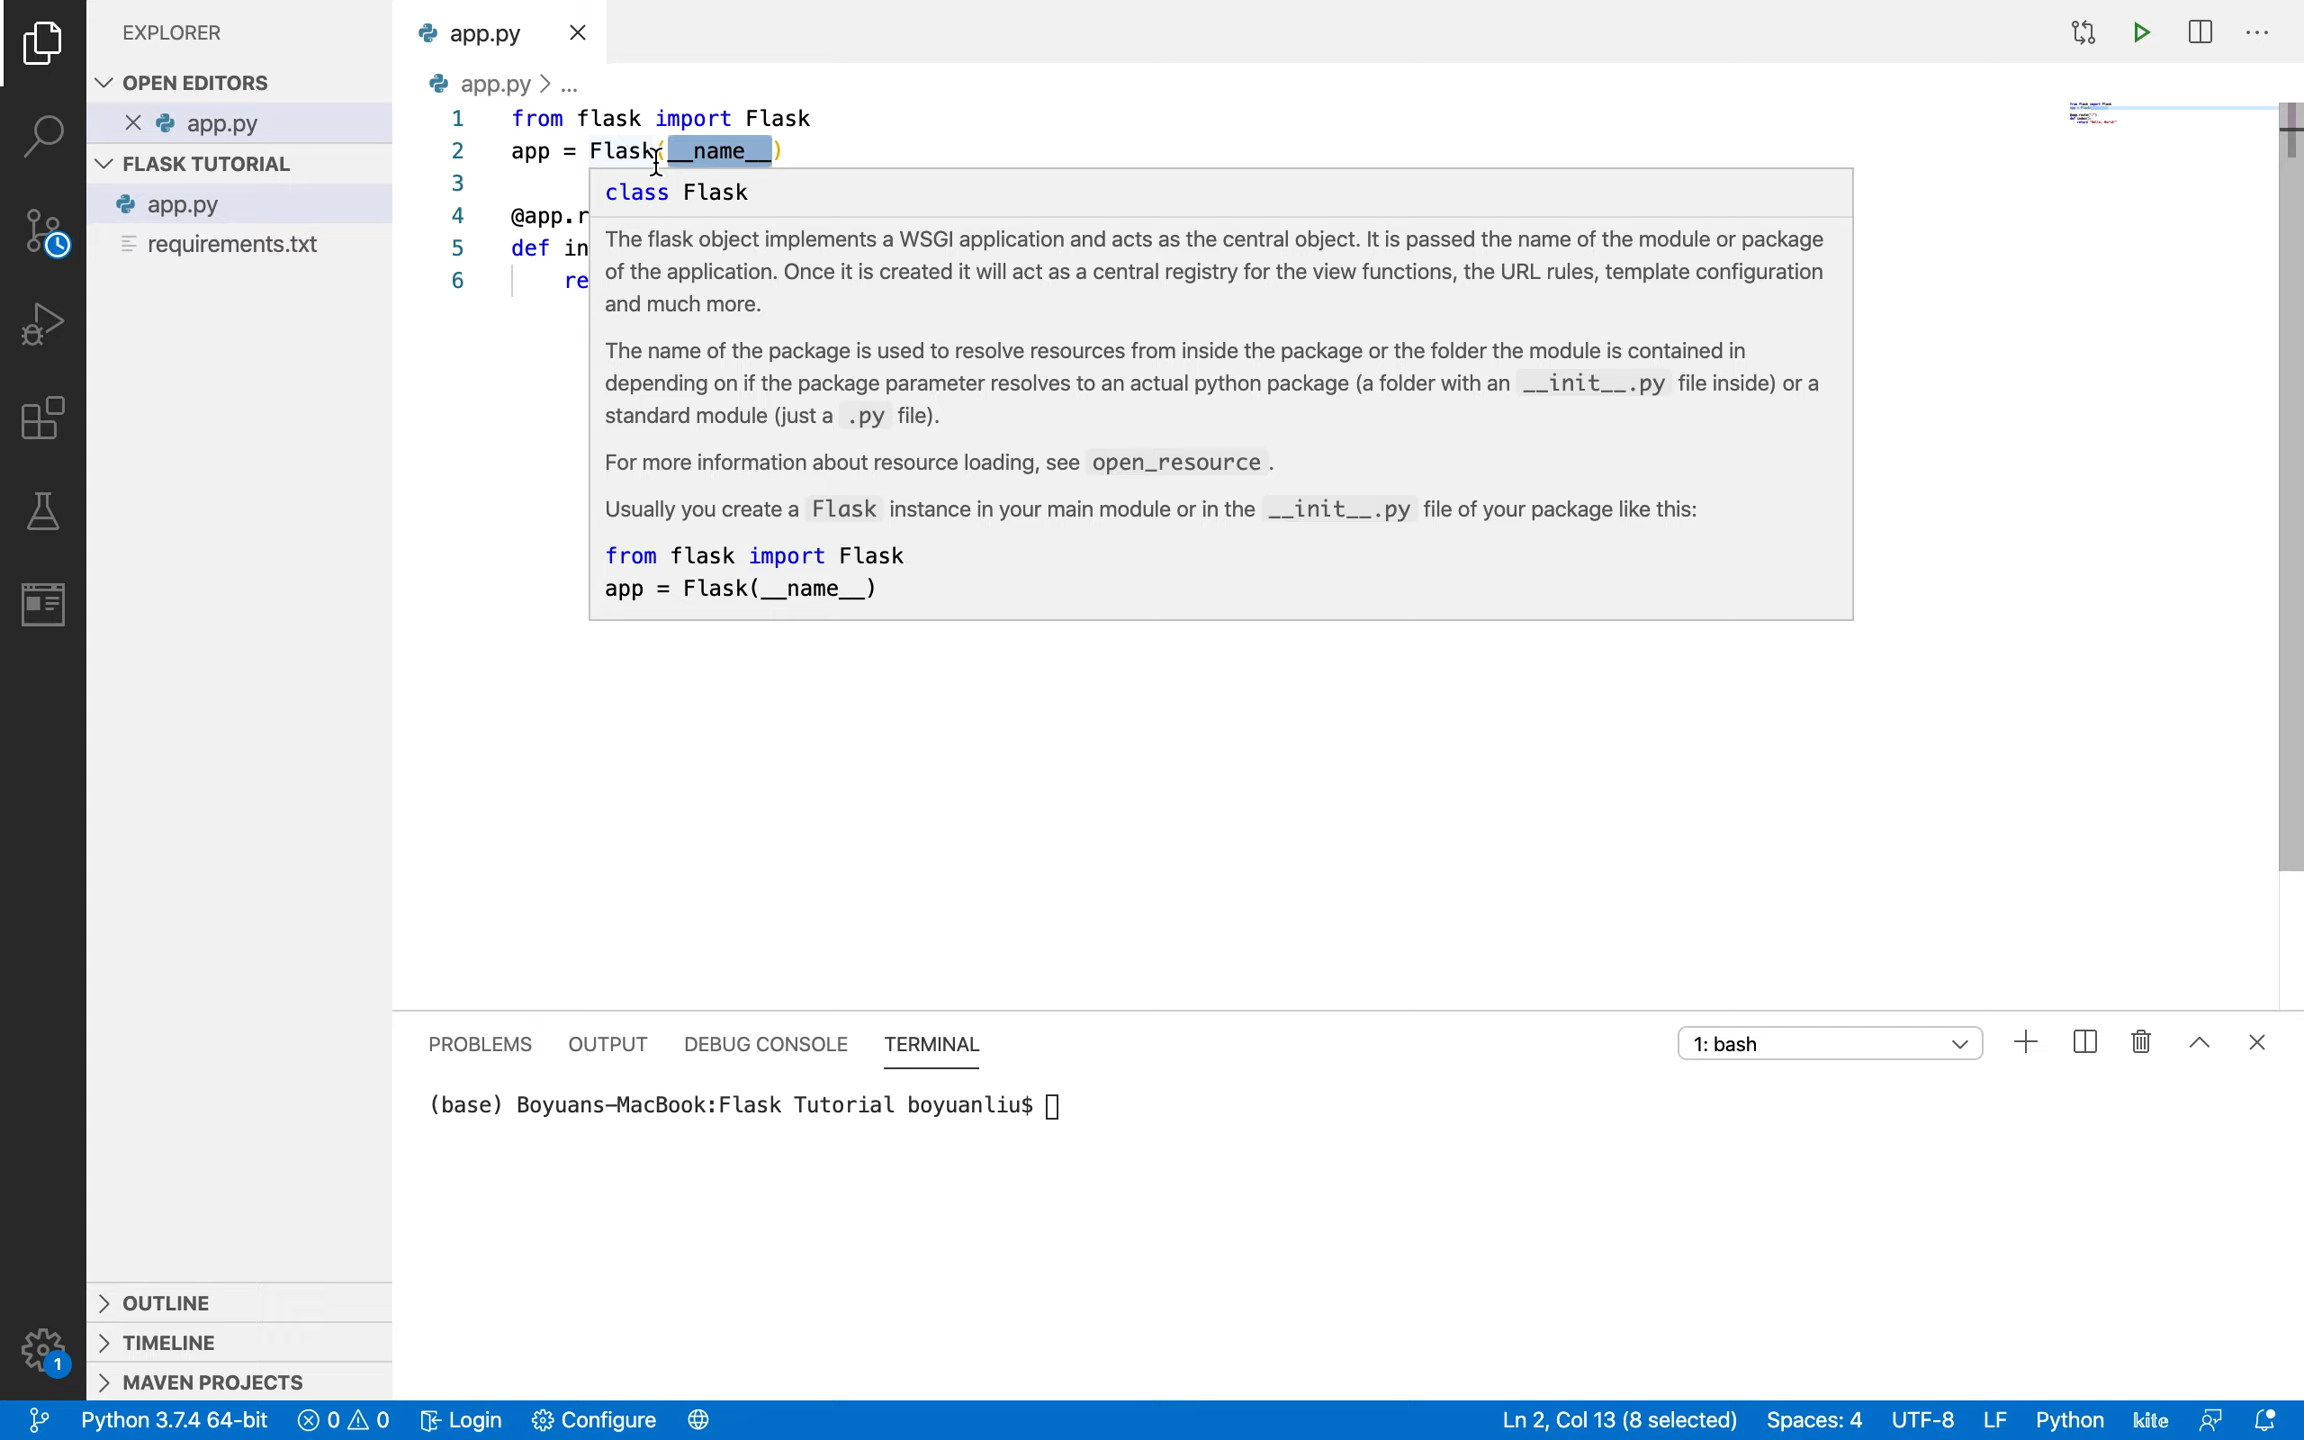 EXPLORER
OPEN EDITORS
app.py
FLASK TUTORIAL
app.py
requirements.txt
OUTLINE
TIMELINE
MAVEN PROJECTS
1
app.py
app.py > ...
1 from flask import Flask
2 app = Flask(__name__)
3
4 @app.r
5 def in
6 re
class Flask
The flask object implements a WSGI application and acts as the central object. It is passed the name of the module or package
of the application. Once it is created it will act as a central registry for the view functions, the URL rules, template configuration
and much more.
The name of the package is used to resolve resources from inside the package or the folder the module is contained in
depending on if the package parameter resolves to an actual python package (a folder with an __init__.py file inside) or a
standard module (just a .py file).
For more information about resource loading, see open_resource .
Usually you create a Flask instance in your main module or in the __init__.py file of your package like this:
from flask import Flask
app = Flask(__name__)
PROBLEMS OUTPUT DEBUG CONSOLE TERMINAL 1: bash
(base) Boyuans-MacBook:Flask Tutorial boyuanliu$
Python 3.7.4 64-bit 0 0 Login Configure Ln 2, Col 13 (8 selected) Spaces: 4 UTF-8 LF Python kite